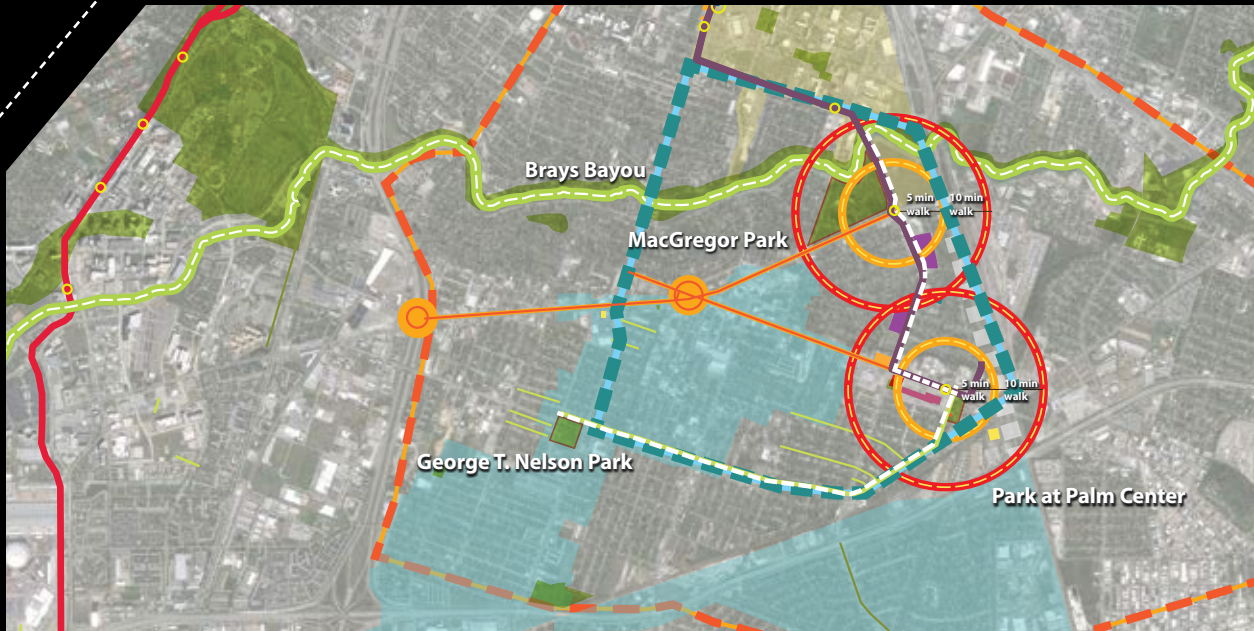 Brays Bayou
5 min 10 min
walk walk
MacGregor Park
5 min 10 min
walk walk
George T. Nelson Park
Park at Palm Center